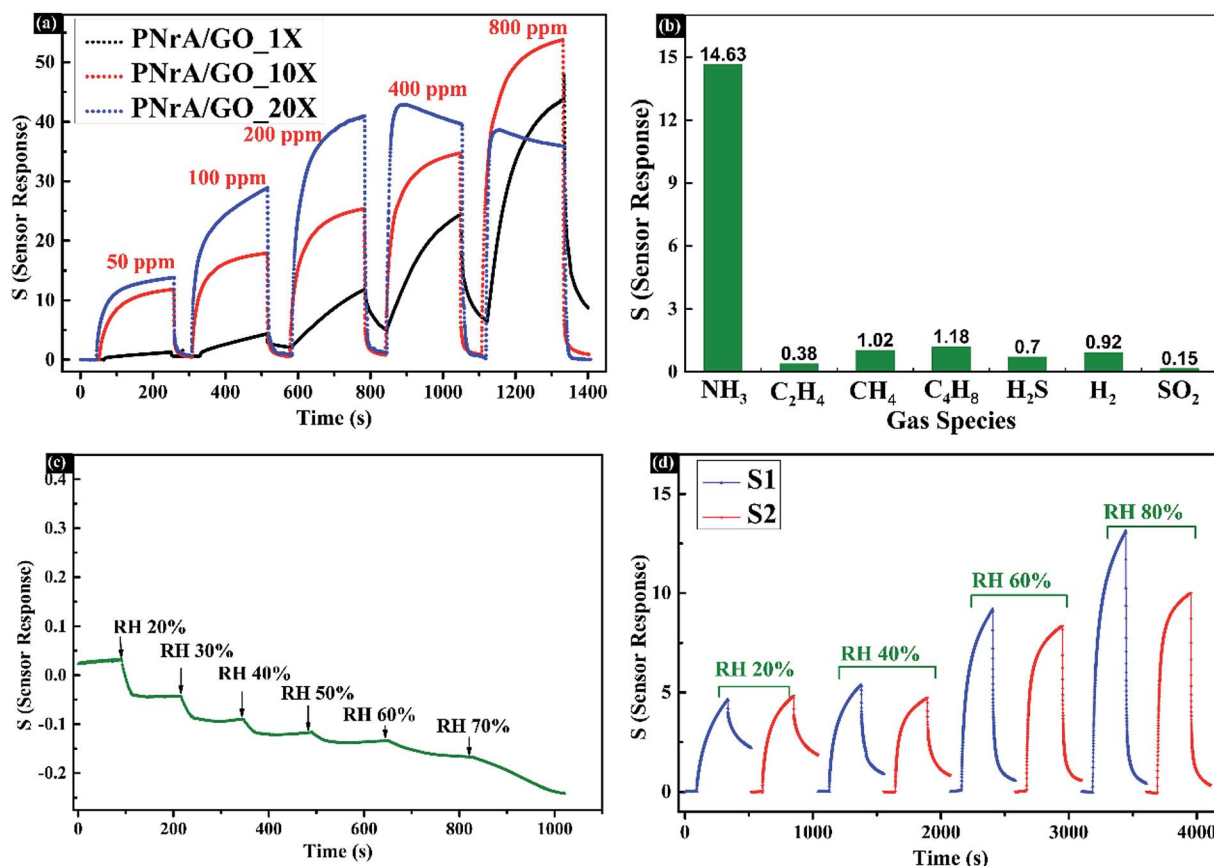 (a)
PNrA/GO_1X
PNrA/GO_10X
PNrA/GO_20X
50 ppm
100 ppm
200 ppm
400 ppm
800 ppm
50
40
30
20
10
0
S (Sensor Response)
0 200 400 600 800 1000 1200 1400
Time (s)
(b)
15
12
9
6
3
0
S (Sensor Response)
14.63
0.38
1.02
1.18
0.7
0.92
0.15
NH₃ C₂H₄ CH₄ C₄H₈ H₂S H₂ SO₂
Gas Species
(c)
0.4
0.3
0.2
0.1
0.0
-0.1
-0.2
S (Sensor Response)
RH 20%
RH 30%
RH 40%
RH 50%
RH 60%
RH 70%
0 200 400 600 800 1000
Time (s)
(d)
S1
S2
15
10
5
0
S (Sensor Response)
RH 20%
RH 40%
RH 60%
RH 80%
0 1000 2000 3000 4000
Time (s)